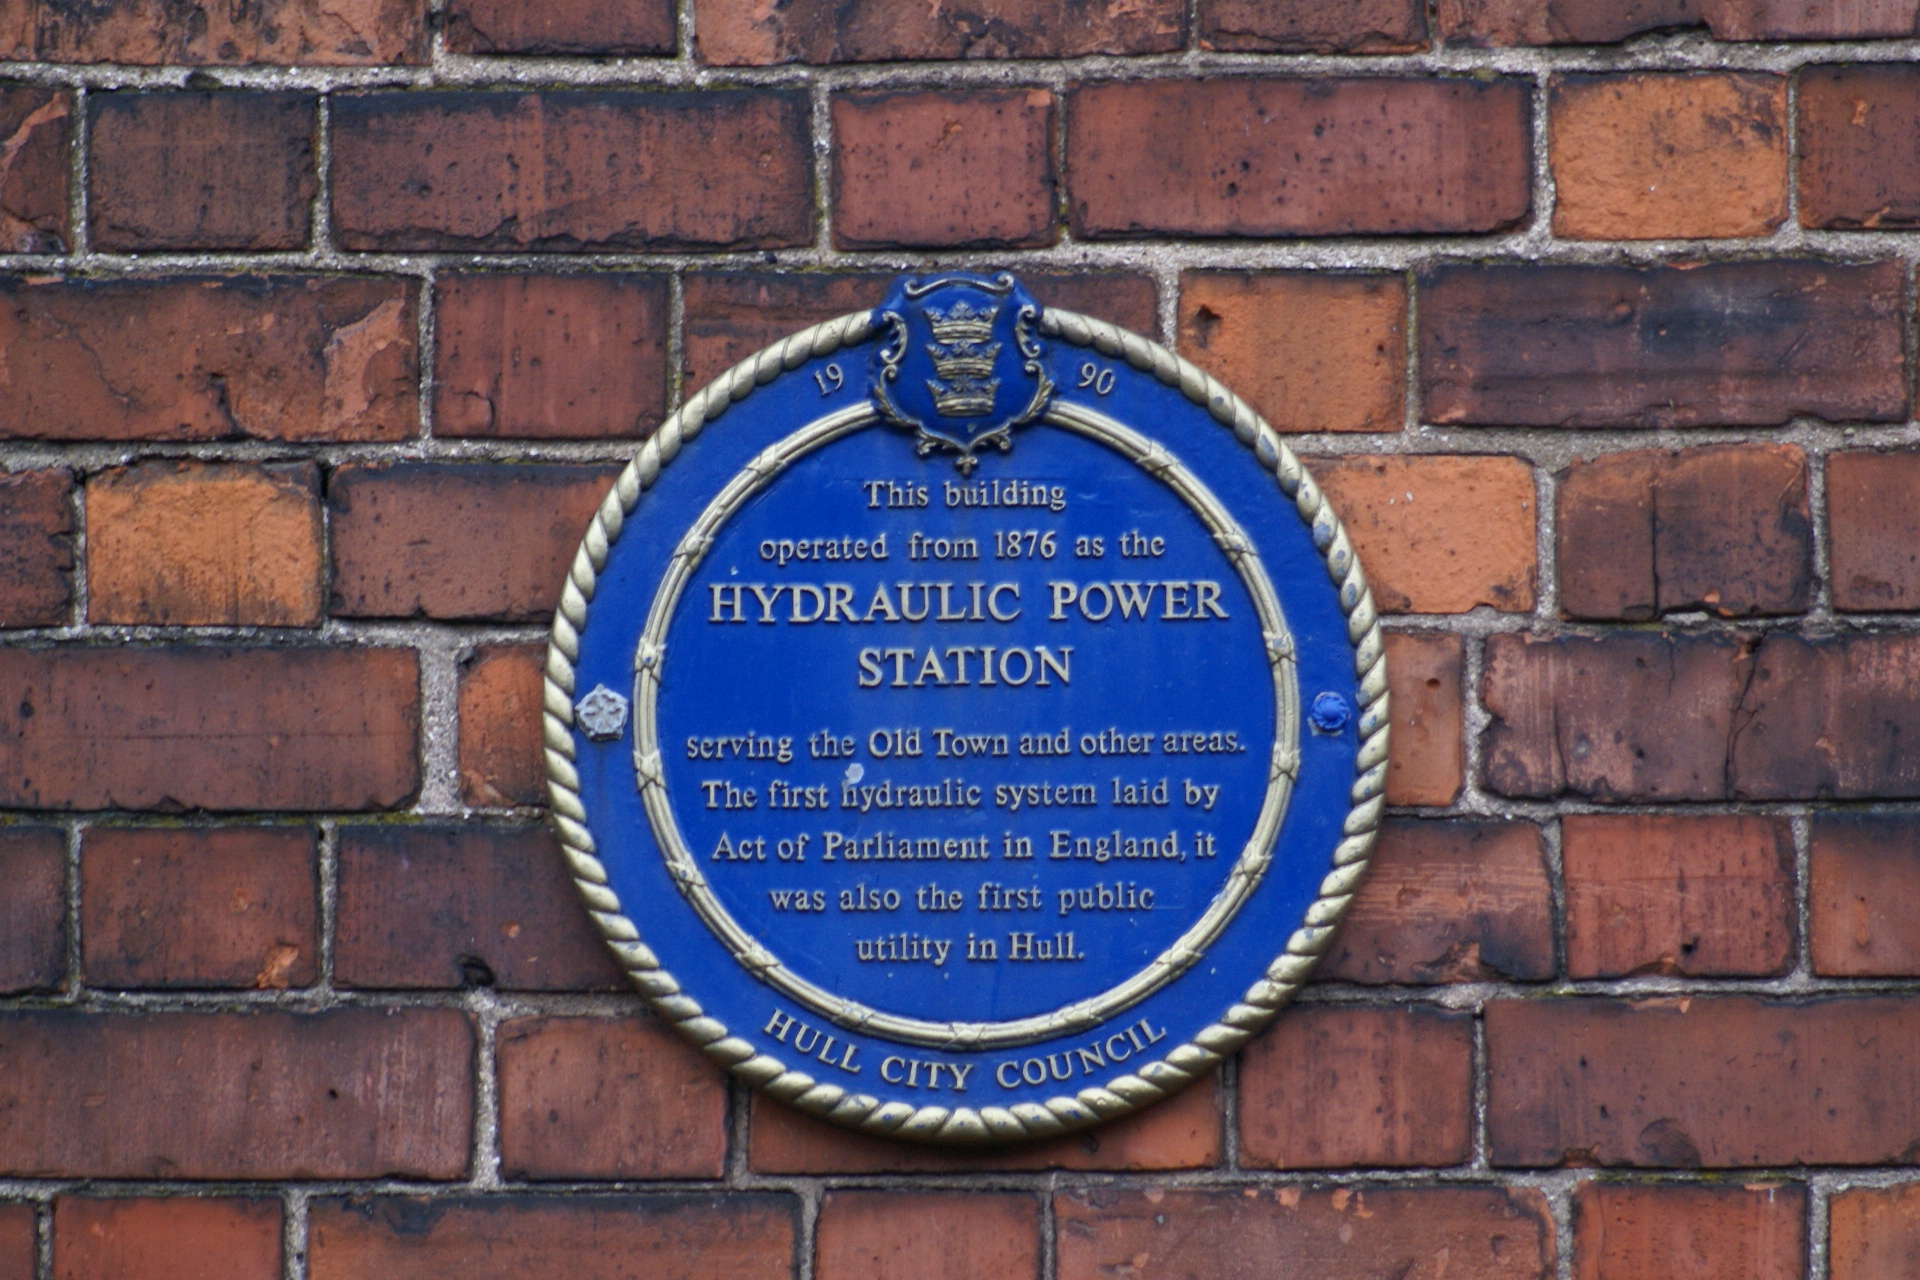 19 90
This building
operated from 1876 as the
HYDRAULIC POWER
STATION
serving the Old Town and other areas.
The first hydraulic system laid by
Act of Parliament in England, it
was also the first public
utility in Hull.
HULL CITY COUNCIL